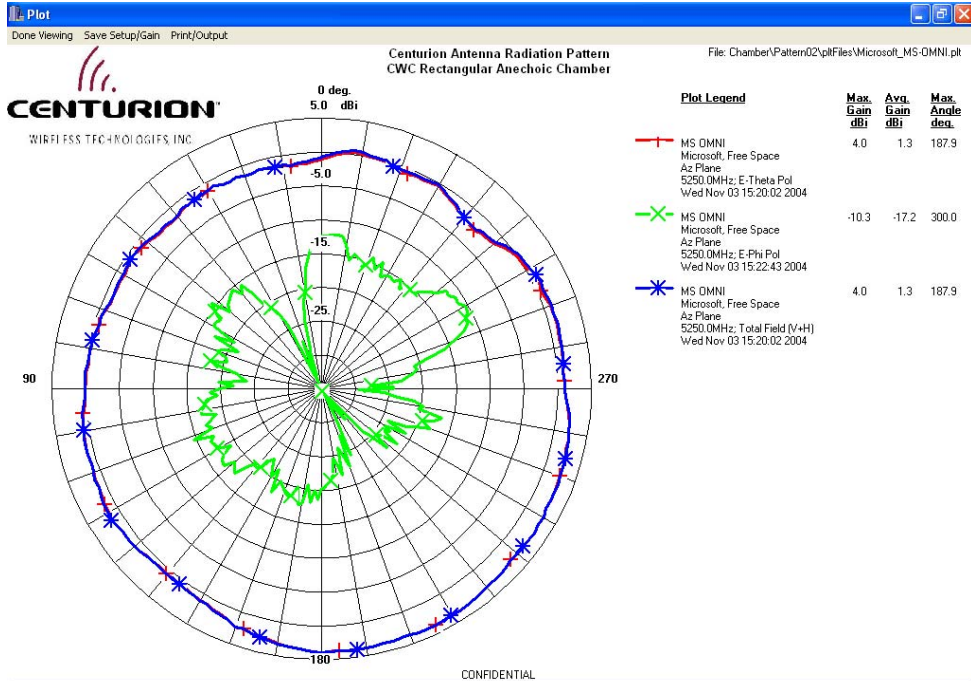 Plot
Done Viewing Save Setup/Gain Print/Output
CENTURION
WIRELESS TECHNOLOGIES, INC.
Centurion Antenna Radiation Pattern
CWC Rectangular Anechoic Chamber
File: Chamber\Pattern02\pltFiles\Microsoft_MS-OMNI.plt
0 deg.
5.0 dBi
-5.0
-15.
-25.
90
270
180
Plot Legend Max. Gain dBi Avg. Gain dBi Max. Angle deg.
MS OMNI 4.0 1.3 187.9
Microsoft, Free Space
Az Plane
5250.0MHz; E-Theta Pol
Wed Nov 03 15:20:02 2004
MS OMNI -10.3 -17.2 300.0
Microsoft, Free Space
Az Plane
5250.0MHz; E-Phi Pol
Wed Nov 03 15:22:43 2004
MS OMNI 4.0 1.3 187.9
Microsoft, Free Space
Az Plane
5250.0MHz; Total Field (V+H)
Wed Nov 03 15:20:02 2004
CONFIDENTIAL